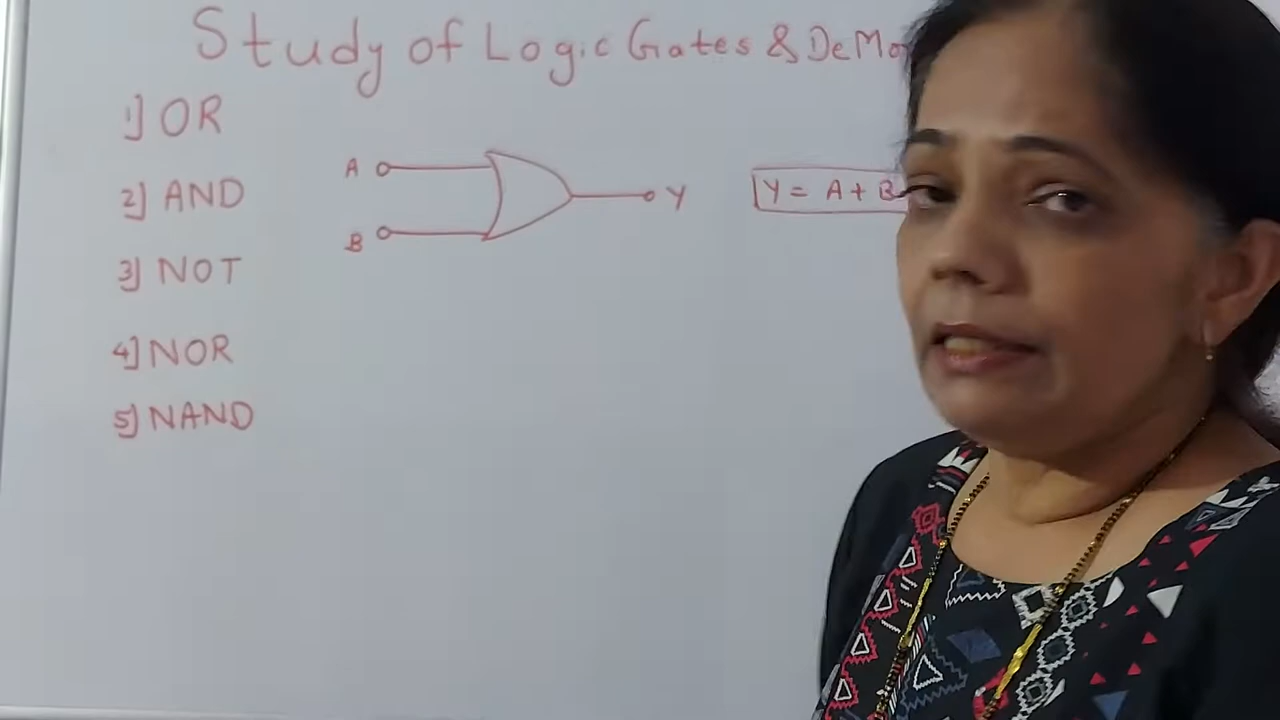 Study of Logic Gates & DeMo
1] OR
A
Y
Y = A + B
2] AND
B
3] NOT
4] NOR
5] NAND